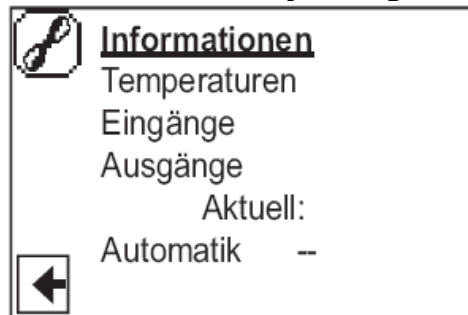 Informationen
Temperaturen
Eingänge
Ausgänge
Aktuell:
Automatik --